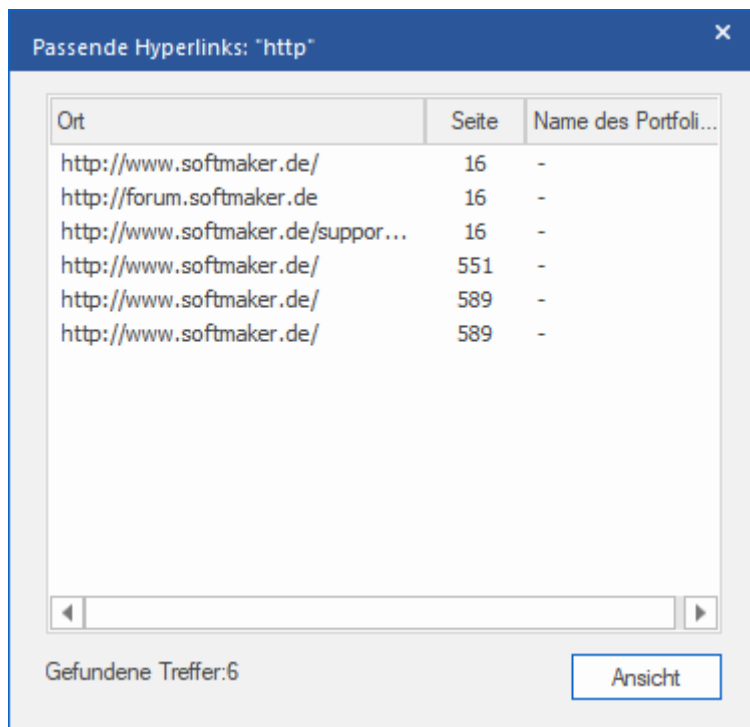 Passende Hyperlinks: "http"
Ort Seite Name des Portfoli...
http://www.softmaker.de/ 16 -
http://forum.softmaker.de 16 -
http://www.softmaker.de/suppor... 16 -
http://www.softmaker.de/ 551 -
http://www.softmaker.de/ 589 -
http://www.softmaker.de/ 589 -
Gefundene Treffer:6 Ansicht